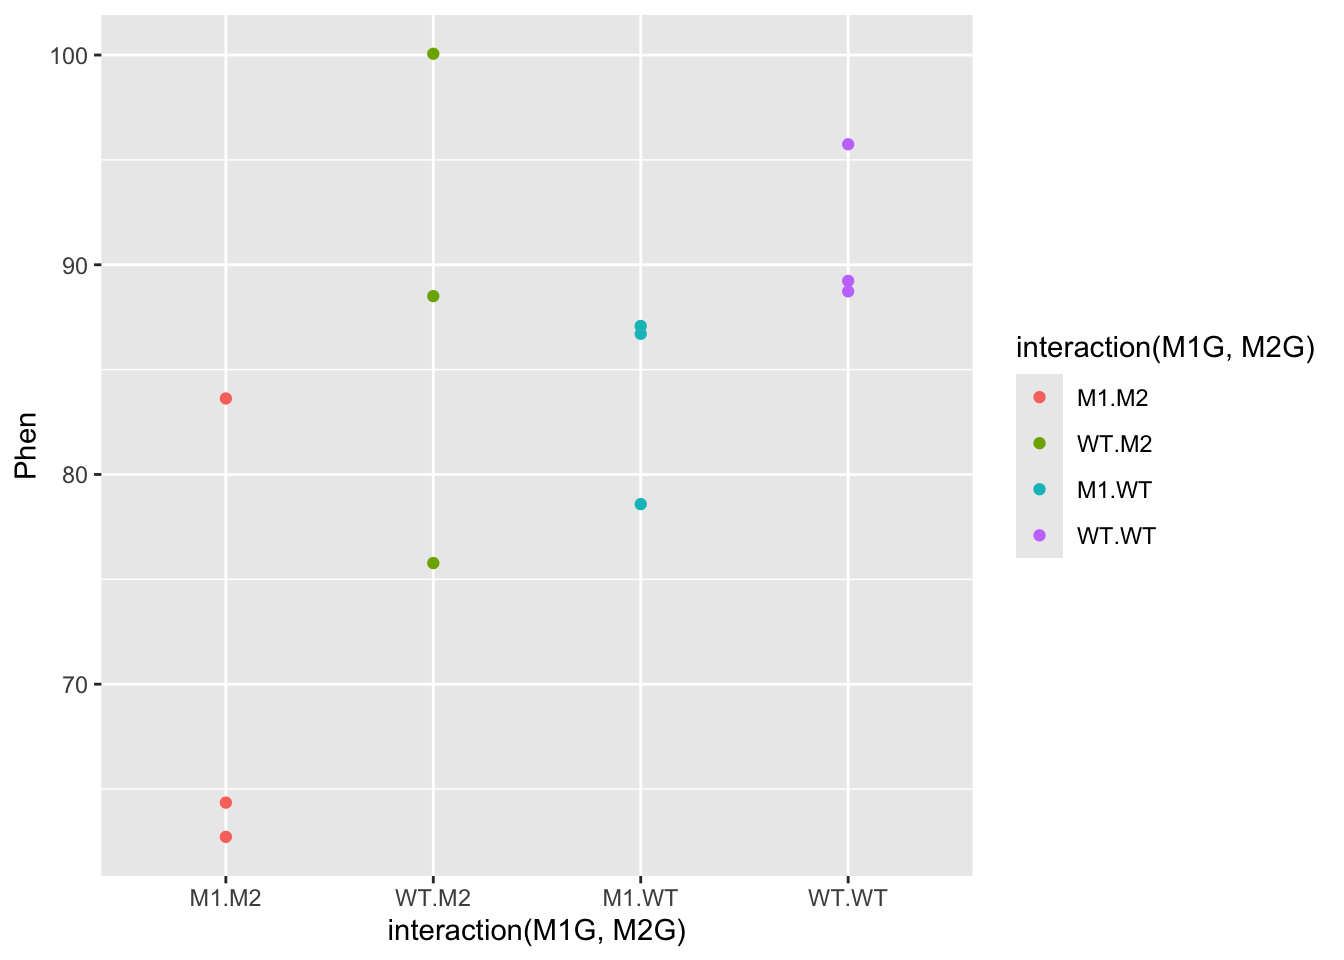 100
90
80
70
Phen
M1.M2
WT.M2
M1.WT
WT.WT
interaction(M1G, M2G)
interaction(M1G, M2G)
M1.M2
WT.M2
M1.WT
WT.WT